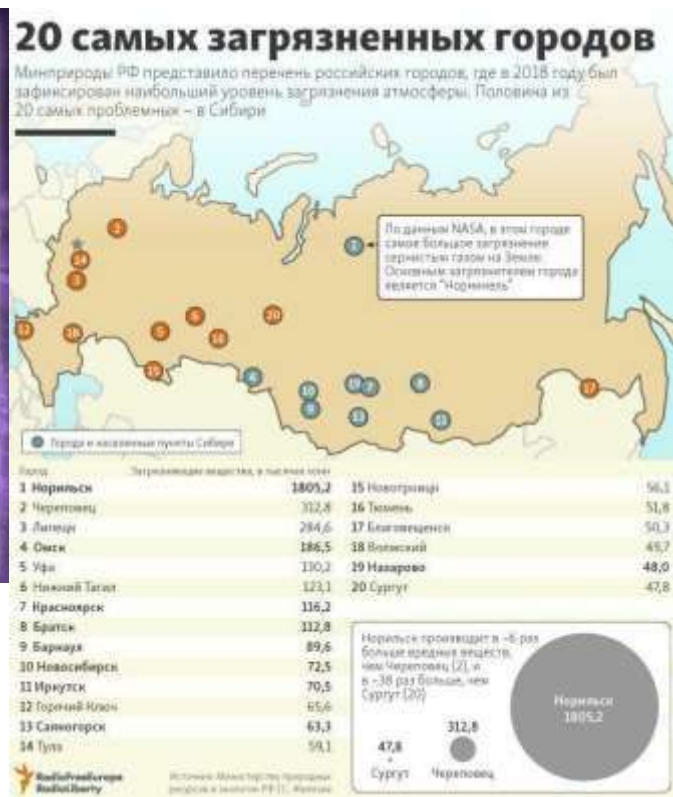 20 самых загрязненных городов
Минприроды РФ представило перечень российских городов, где в 2018 году был
зафиксирован наибольший уровень загрязнения атмосферы. Половина из
20 самых проблемных – в Сибири
По данным NASA, в этом городе
самое большое загрязнение
сернистым газом на Земле.
Основным загрязнителем города
является "Норникель"
Города и населенные пункты Сибири
Город Загрязняющие вещества, в тысячах тонн
1 Норильск 1805,2
2 Череповец 312,8
3 Липецк 284,6
4 Омск 186,5
5 Уфа 130,2
6 Нижний Тагил 123,1
7 Красноярск 116,2
8 Братск 112,8
9 Барнаул 89,6
10 Новосибирск 72,5
11 Иркутск 70,5
12 Горячий Ключ 65,6
13 Саяногорск 63,3
14 Тула 59,1
15 Новотроицк 56,1
16 Тюмень 51,8
17 Благовещенск 50,3
18 Волжский 49,7
19 Назарово 48,0
20 Сургут 47,8
Норильск производит в ~6 раз
больше вредных веществ,
чем Череповец (2), и
в ~38 раз больше, чем
Сургут (20)
Норильск
1805,2
312,8
47,8
Сургут Череповец
RadioFreeEurope
RadioLiberty
Источник: Министерство природных
ресурсов и экологии РФ